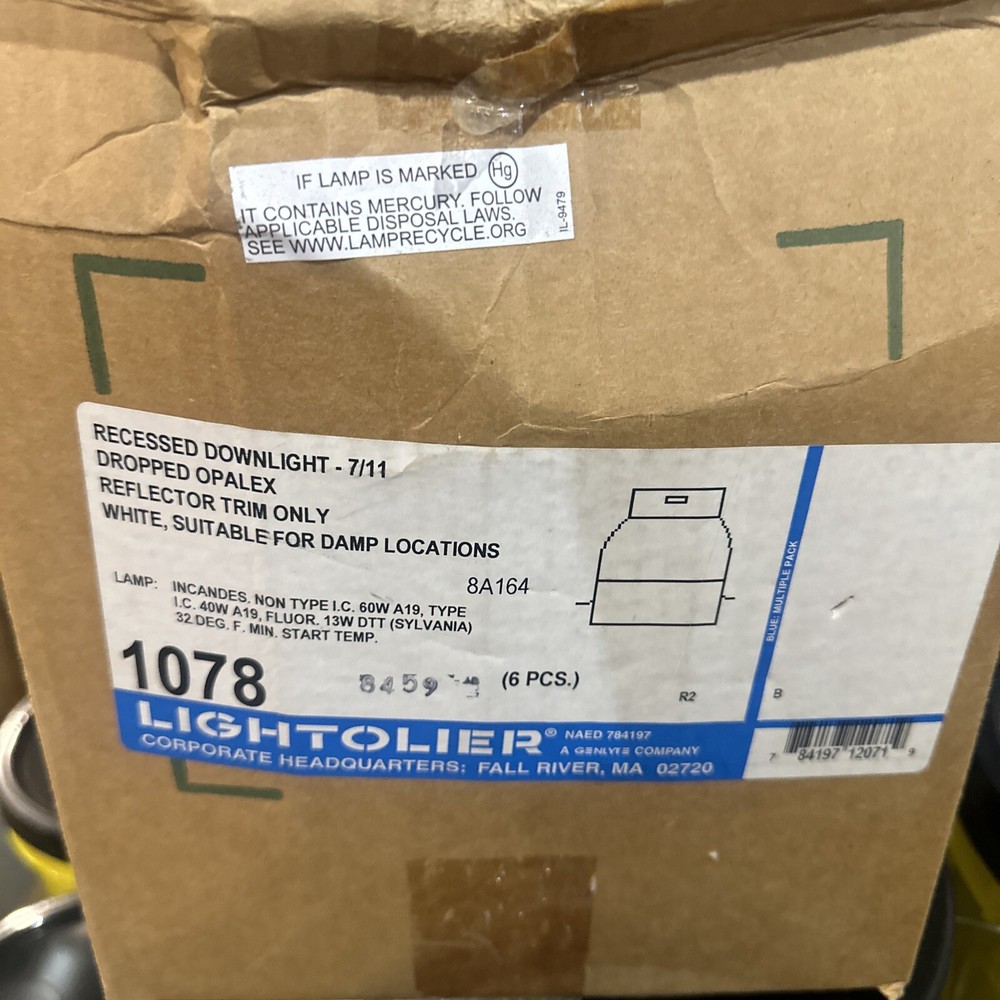 IF LAMP IS MARKED Hg
IT CONTAINS MERCURY. FOLLOW
APPLICABLE DISPOSAL LAWS.
SEE WWW.LAMPRECYCLE.ORG
IL-9479
RECESSED DOWNLIGHT - 7/11
DROPPED OPALEX
REFLECTOR TRIM ONLY
WHITE, SUITABLE FOR DAMP LOCATIONS
8A164
LAMP: INCANDES. NON TYPE I.C. 60W A19, TYPE
I.C. 40W A19, FLUOR. 13W DTT (SYLVANIA)
32 DEG. F. MIN. START TEMP.
1078
8459
(6 PCS.)
R2
BLUE: MULTIPLE PACK
B
LIGHTOLIER® NAED 784197
A GENLYTE COMPANY
CORPORATE HEADQUARTERS: FALL RIVER, MA 02720
7 84197 12071 9